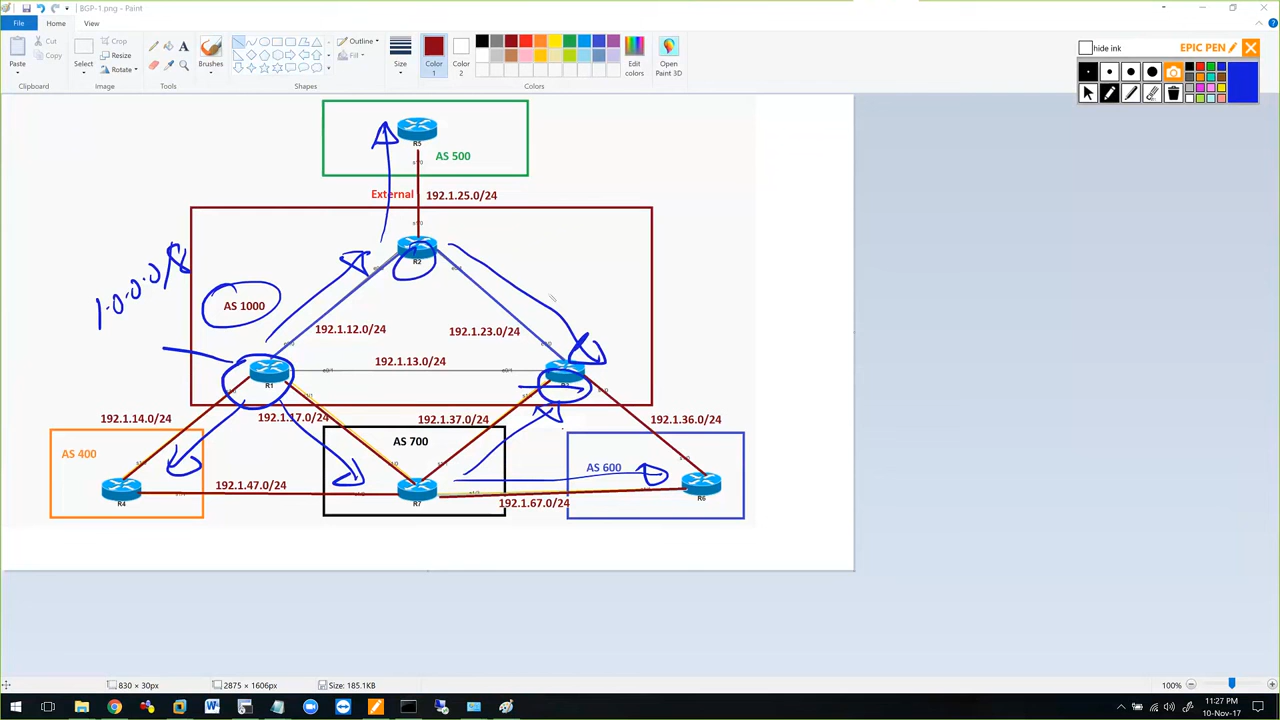 BGP-1.png - Paint
File Home View
Paste Cut Copy Clipboard
Select Crop Resize Rotate Image
Tools
Brushes
Outline Fill Shapes
Size
Color 1
Color 2
Edit colors
Colors
Open Paint 3D
hide ink EPIC PEN
R5
AS 500
External 192.1.25.0/24
R2
1.0.0.0/8
AS 1000
192.1.12.0/24 192.1.23.0/24
192.1.13.0/24
R1
192.1.14.0/24 192.1.17.0/24 192.1.37.0/24 192.1.36.0/24
AS 400 AS 700 AS 600
192.1.47.0/24 192.1.67.0/24
R4 R7 R6
830 × 30px 2875 × 1606px Size: 185.1KB 100%
11:27 PM
10-Nov-17